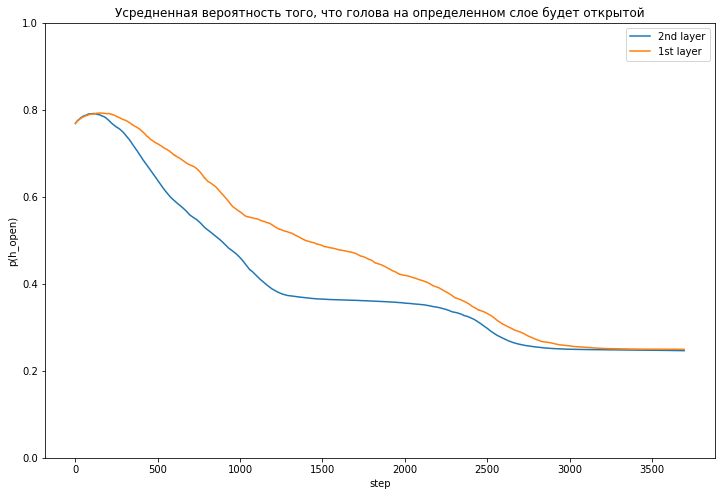 Усредненная вероятность того, что голова на определенном слое будет открытой
2nd layer
1st layer
1.0
0.8
0.6
0.4
0.2
0.0
p(h_open)
0 500 1000 1500 2000 2500 3000 3500
step